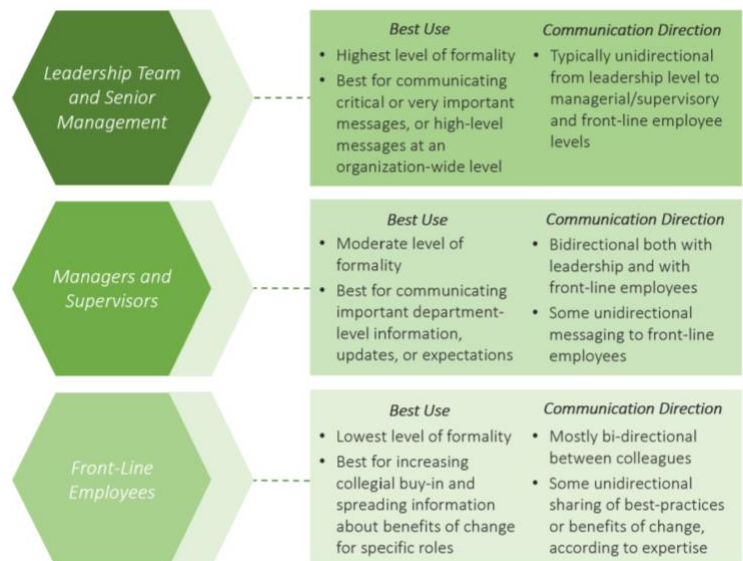 Leadership Team
and Senior
Management
Best Use
• Highest level of formality
• Best for communicating
critical or very important
messages, or high-level
messages at an
organization-wide level
Communication Direction
• Typically unidirectional
from leadership level to
managerial/supervisory
and front-line employee
levels
Managers and
Supervisors
Best Use
• Moderate level of
formality
• Best for communicating
important department-
level information,
updates, or expectations
Communication Direction
• Bidirectional both with
leadership and with
front-line employees
• Some unidirectional
messaging to front-line
employees
Front-Line
Employees
Best Use
• Lowest level of formality
• Best for increasing
collegial buy-in and
spreading information
about benefits of change
for specific roles
Communication Direction
• Mostly bi-directional
between colleagues
• Some unidirectional
sharing of best-practices
or benefits of change,
according to expertise